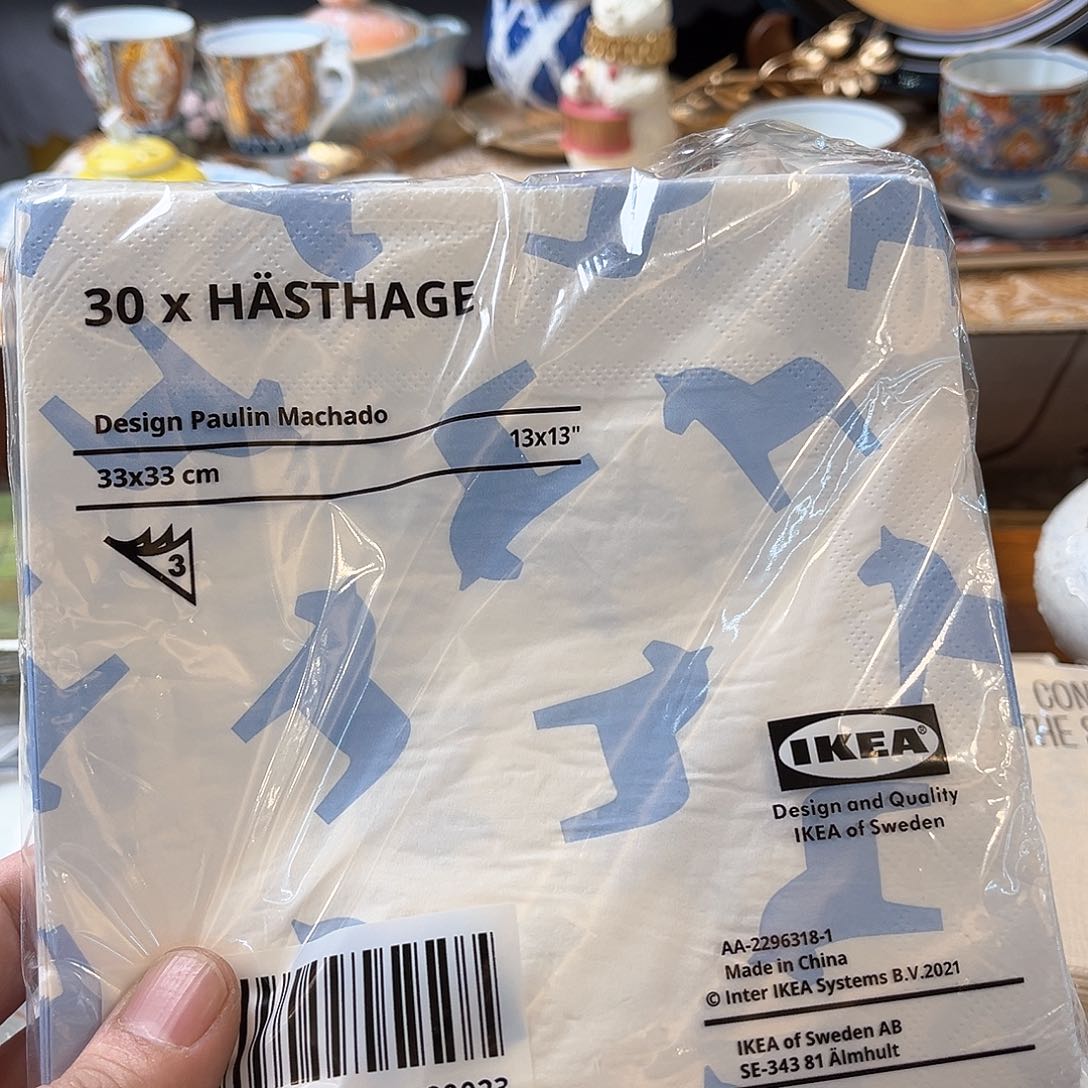 30 x HÄSTHAGE
Design Paulin Machado
13x13"
33x33 cm
3
IKEA®
Design and Quality
IKEA of Sweden
AA-2296318-1
Made in China
© Inter IKEA Systems B.V.2021
IKEA of Sweden AB
SE-343 81 Älmhult
THE